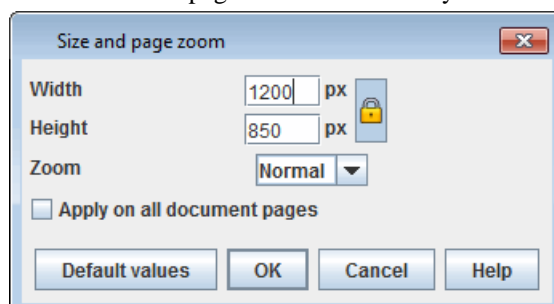 Size and page zoom
Width 1200 px
Height 850 px
Zoom Normal
Apply on all document pages
Default values OK Cancel Help